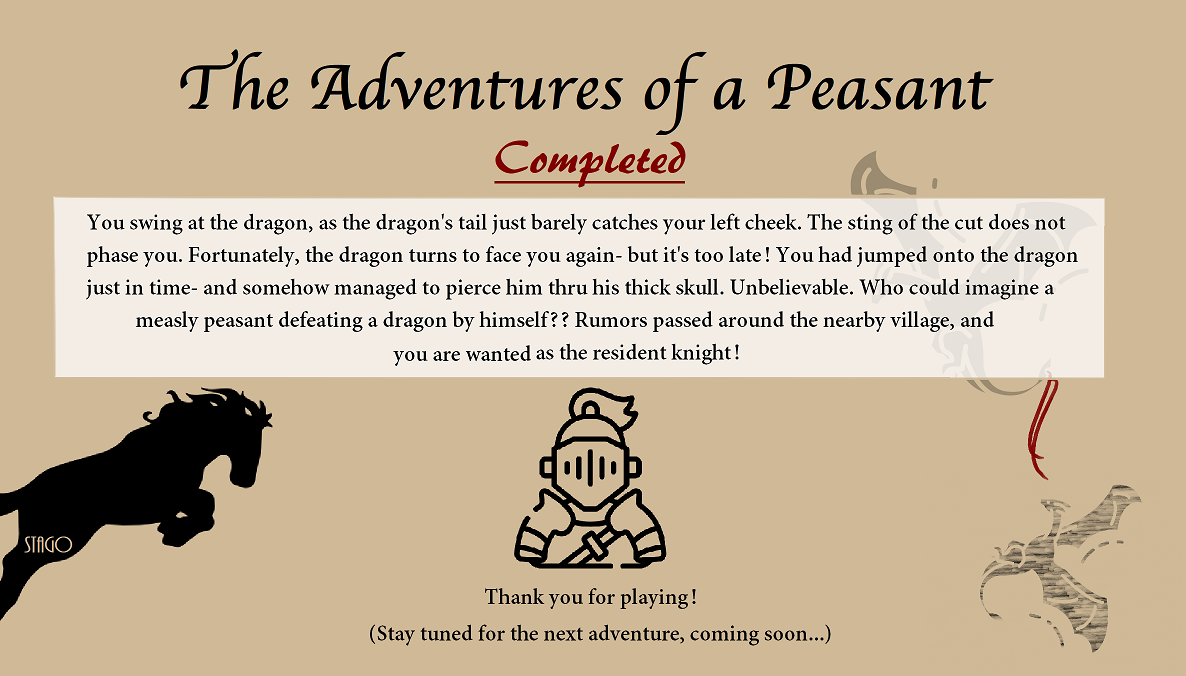 The Adventures of a Peasant
Completed
You swing at the dragon, as the dragon's tail just barely catches your left cheek. The sting of the cut does not
phase you. Fortunately, the dragon turns to face you again- but it's too late! You had jumped onto the dragon
just in time- and somehow managed to pierce him thru his thick skull. Unbelievable. Who could imagine a
measly peasant defeating a dragon by himself?? Rumors passed around the nearby village, and
you are wanted as the resident knight!
STAGO
Thank you for playing!
(Stay tuned for the next adventure, coming soon...)